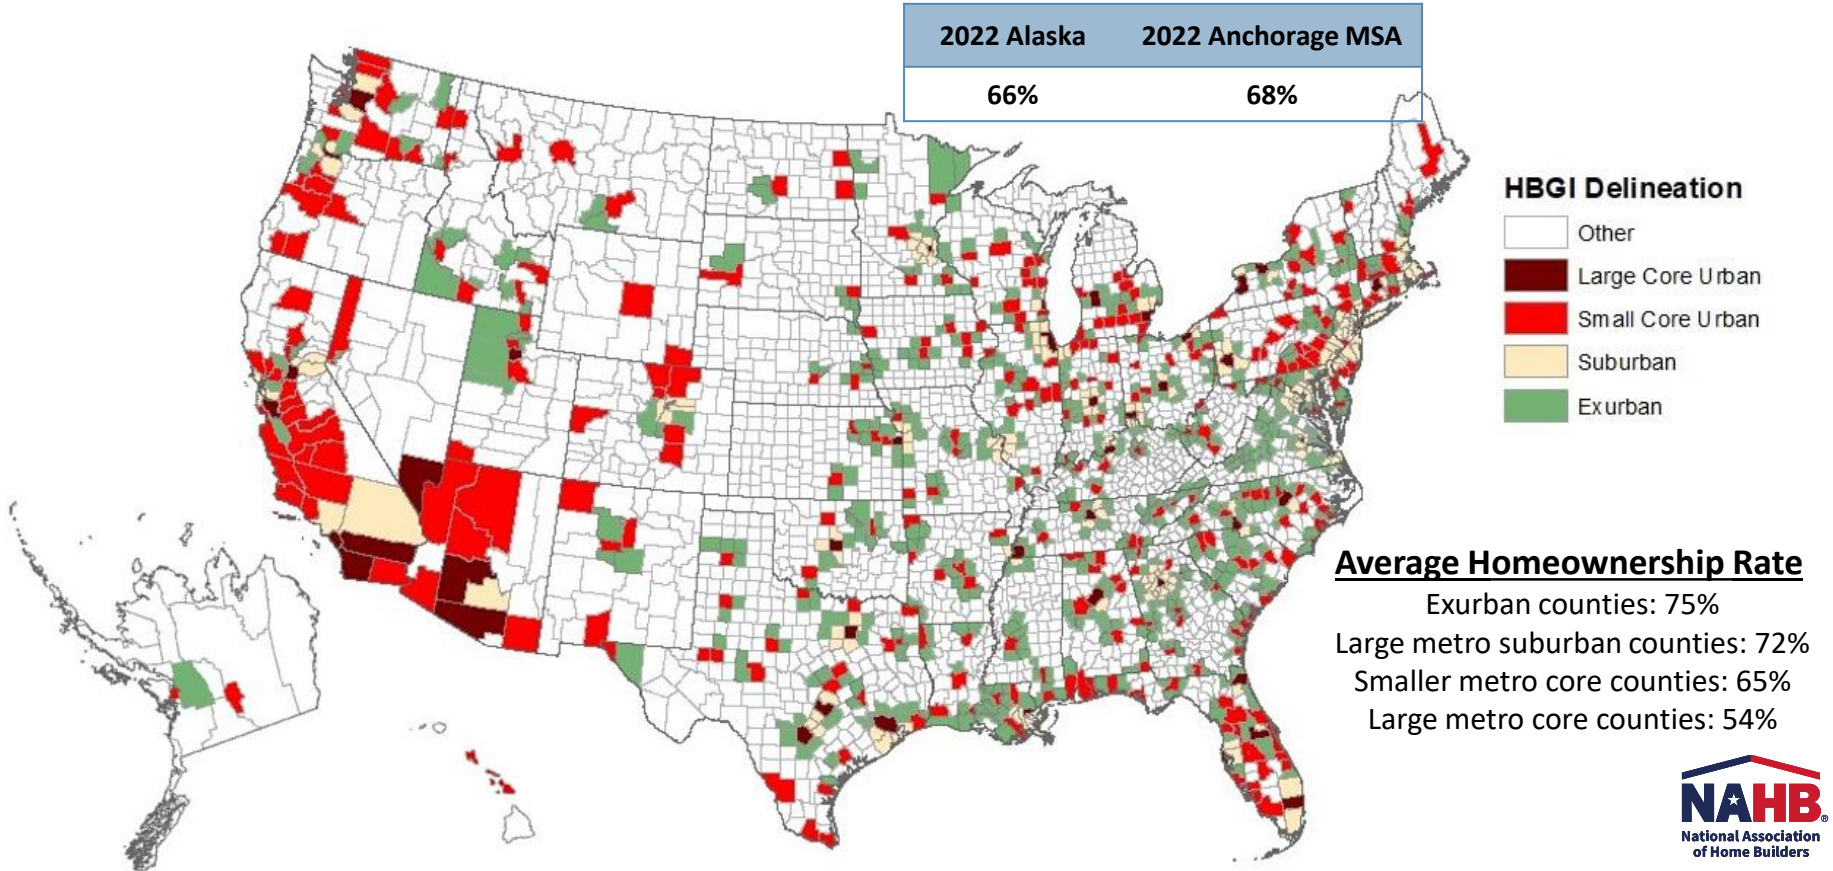 2022 Alaska 2022 Anchorage MSA
66% 68%
HBGI Delineation
Other
Large Core Urban
Small Core Urban
Suburban
Exurban
Average Homeownership Rate
Exurban counties: 75%
Large metro suburban counties: 72%
Smaller metro core counties: 65%
Large metro core counties: 54%
NAHB®
National Association
of Home Builders